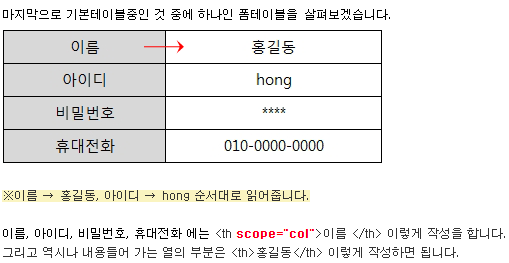 마지막으로 기본테이블중인 것 중에 하나인 폼테이블을 살펴보겠습니다.
이름 → 홍길동
아이디 hong
비밀번호 ****
휴대전화 010-0000-0000
※이름 → 홍길동, 아이디 → hong 순서대로 읽어줍니다.
이름, 아이디, 비밀번호, 휴대전화 에는 <th scope="col">이름 </th> 이렇게 작성을 합니다.
그리고 역시나 내용들어 가는 열의 부분은 <th>홍길동</th> 이렇게 작성하면 됩니다.